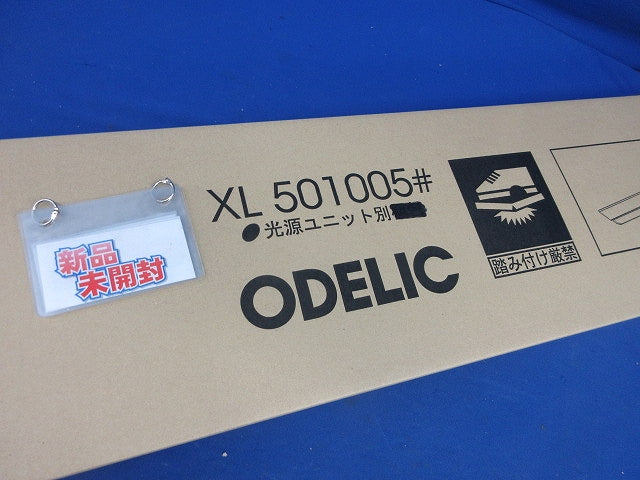 XL 501005#
●光源ユニット別
ODELIC
踏み付け厳禁
新品
未開封